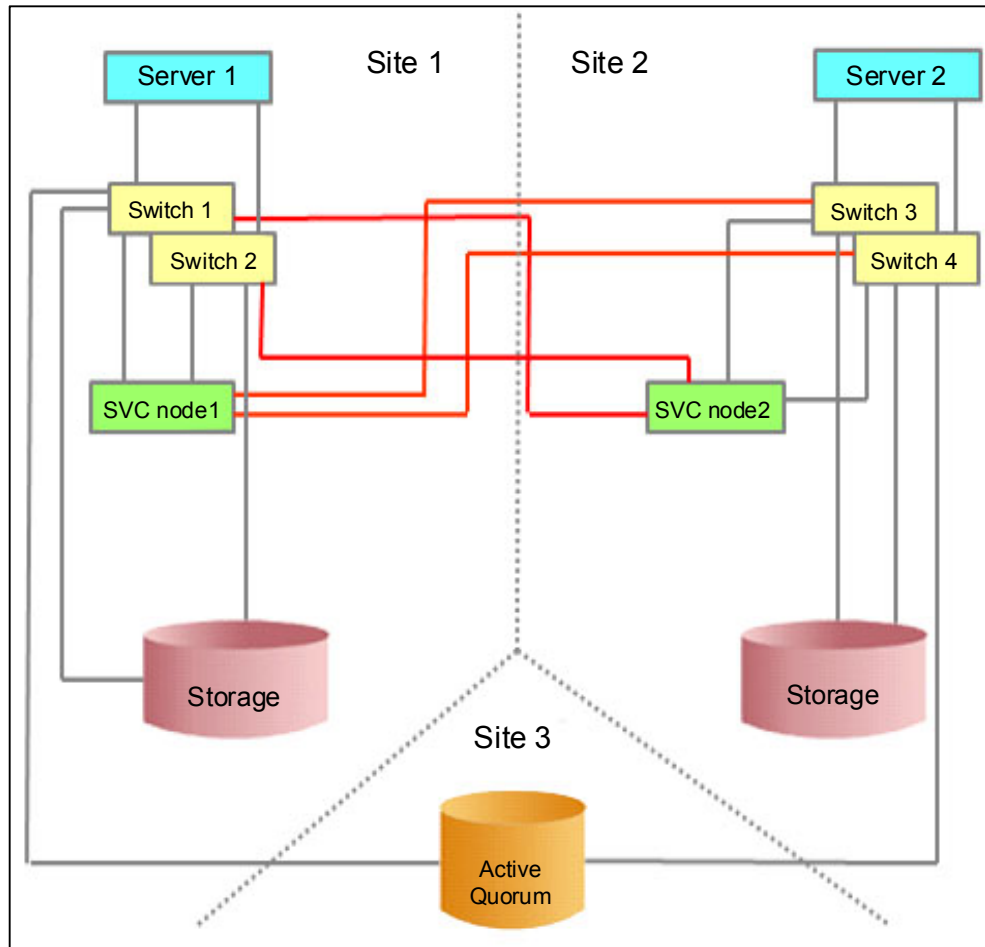 Site 1
Site 2
Server 1
Server 2
Switch 1
Switch 2
Switch 3
Switch 4
SVC node1
SVC node2
Storage
Storage
Site 3
Active
Quorum